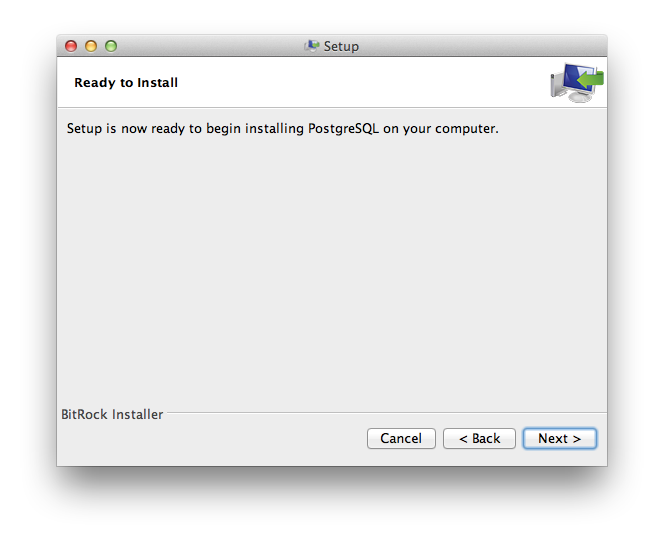 Setup
Ready to Install
Setup is now ready to begin installing PostgreSQL on your computer.
BitRock Installer
Cancel
< Back
Next >